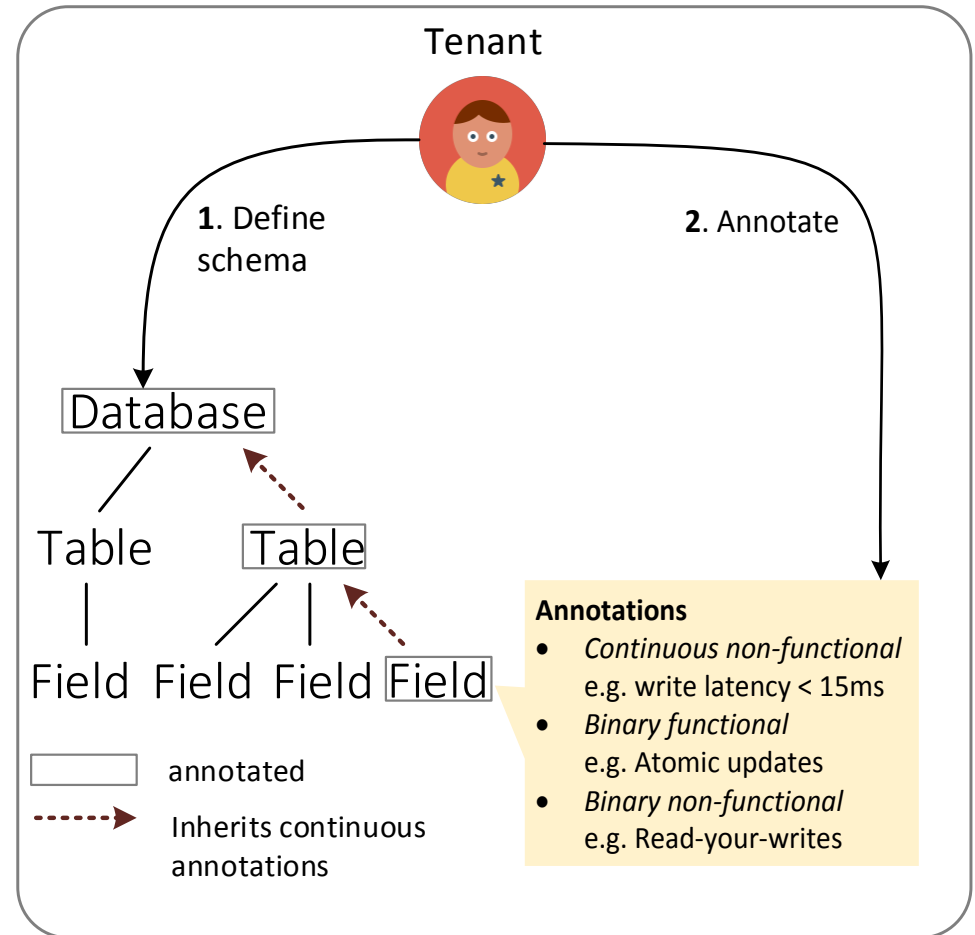 Tenant
1. Define
schema
2. Annotate
Database
Table
Table
Field
Field
Field
Field
annotated
Inherits continuous
annotations
Annotations
• Continuous non-functional
e.g. write latency < 15ms
• Binary functional
e.g. Atomic updates
• Binary non-functional
e.g. Read-your-writes